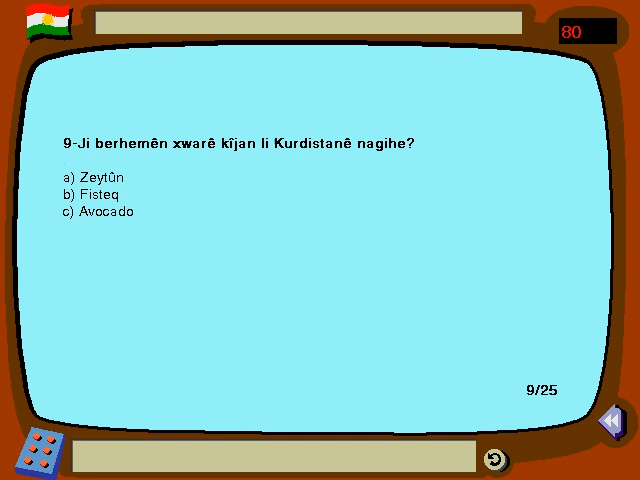 80
9-Ji berhemên xwarê kîjan li Kurdistanê nagihe?
a) Zeytûn
b) Fisteq
c) Avocado
9/25